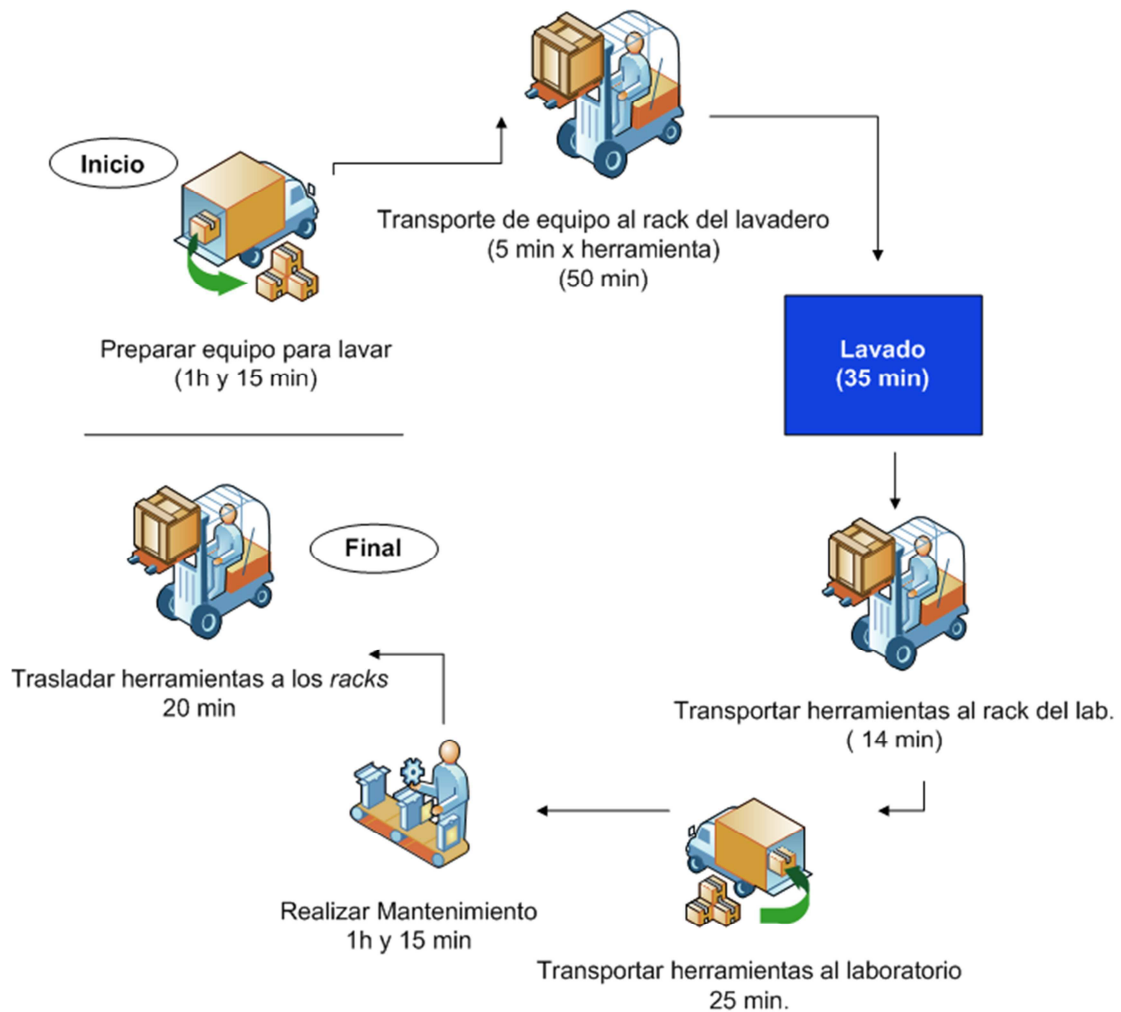 Inicio
Preparar equipo para lavar
(1h y 15 min)
Transporte de equipo al rack del lavadero
(5 min x herramienta)
(50 min)
Lavado
(35 min)
Transportar herramientas al rack del lab.
( 14 min)
Transportar herramientas al laboratorio
25 min.
Realizar Mantenimiento
1h y 15 min
Final
Trasladar herramientas a los racks
20 min